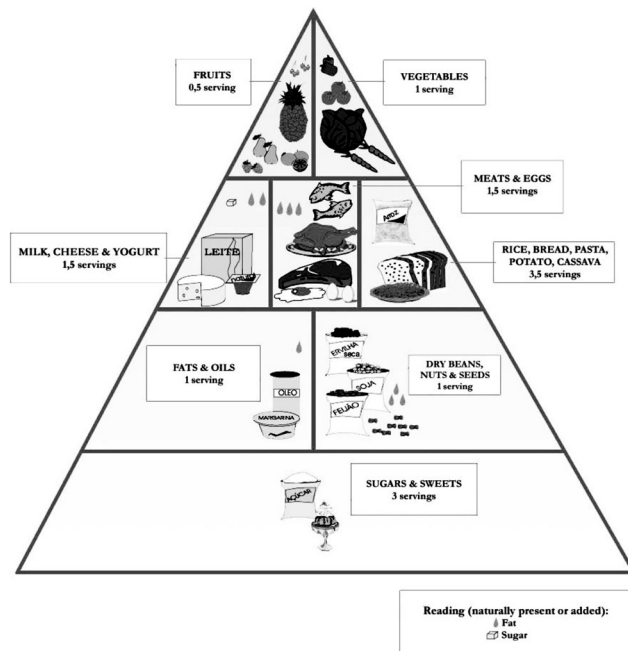 FRUITS
0,5 serving
VEGETABLES
1 serving
MEATS & EGGS
1,5 servings
Arroz
MILK, CHEESE & YOGURT
1,5 servings
LEITE
natural
RICE, BREAD, PASTA,
POTATO, CASSAVA
3,5 servings
FATS & OILS
1 serving
OLEO
MARGARINA
ERVILHA
seca
SOJA
FEIJÃO
DRY BEANS,
NUTS & SEEDS
1 serving
AÇÚCAR
SUGARS & SWEETS
3 servings
Reading (naturally present or added):
Fat
Sugar